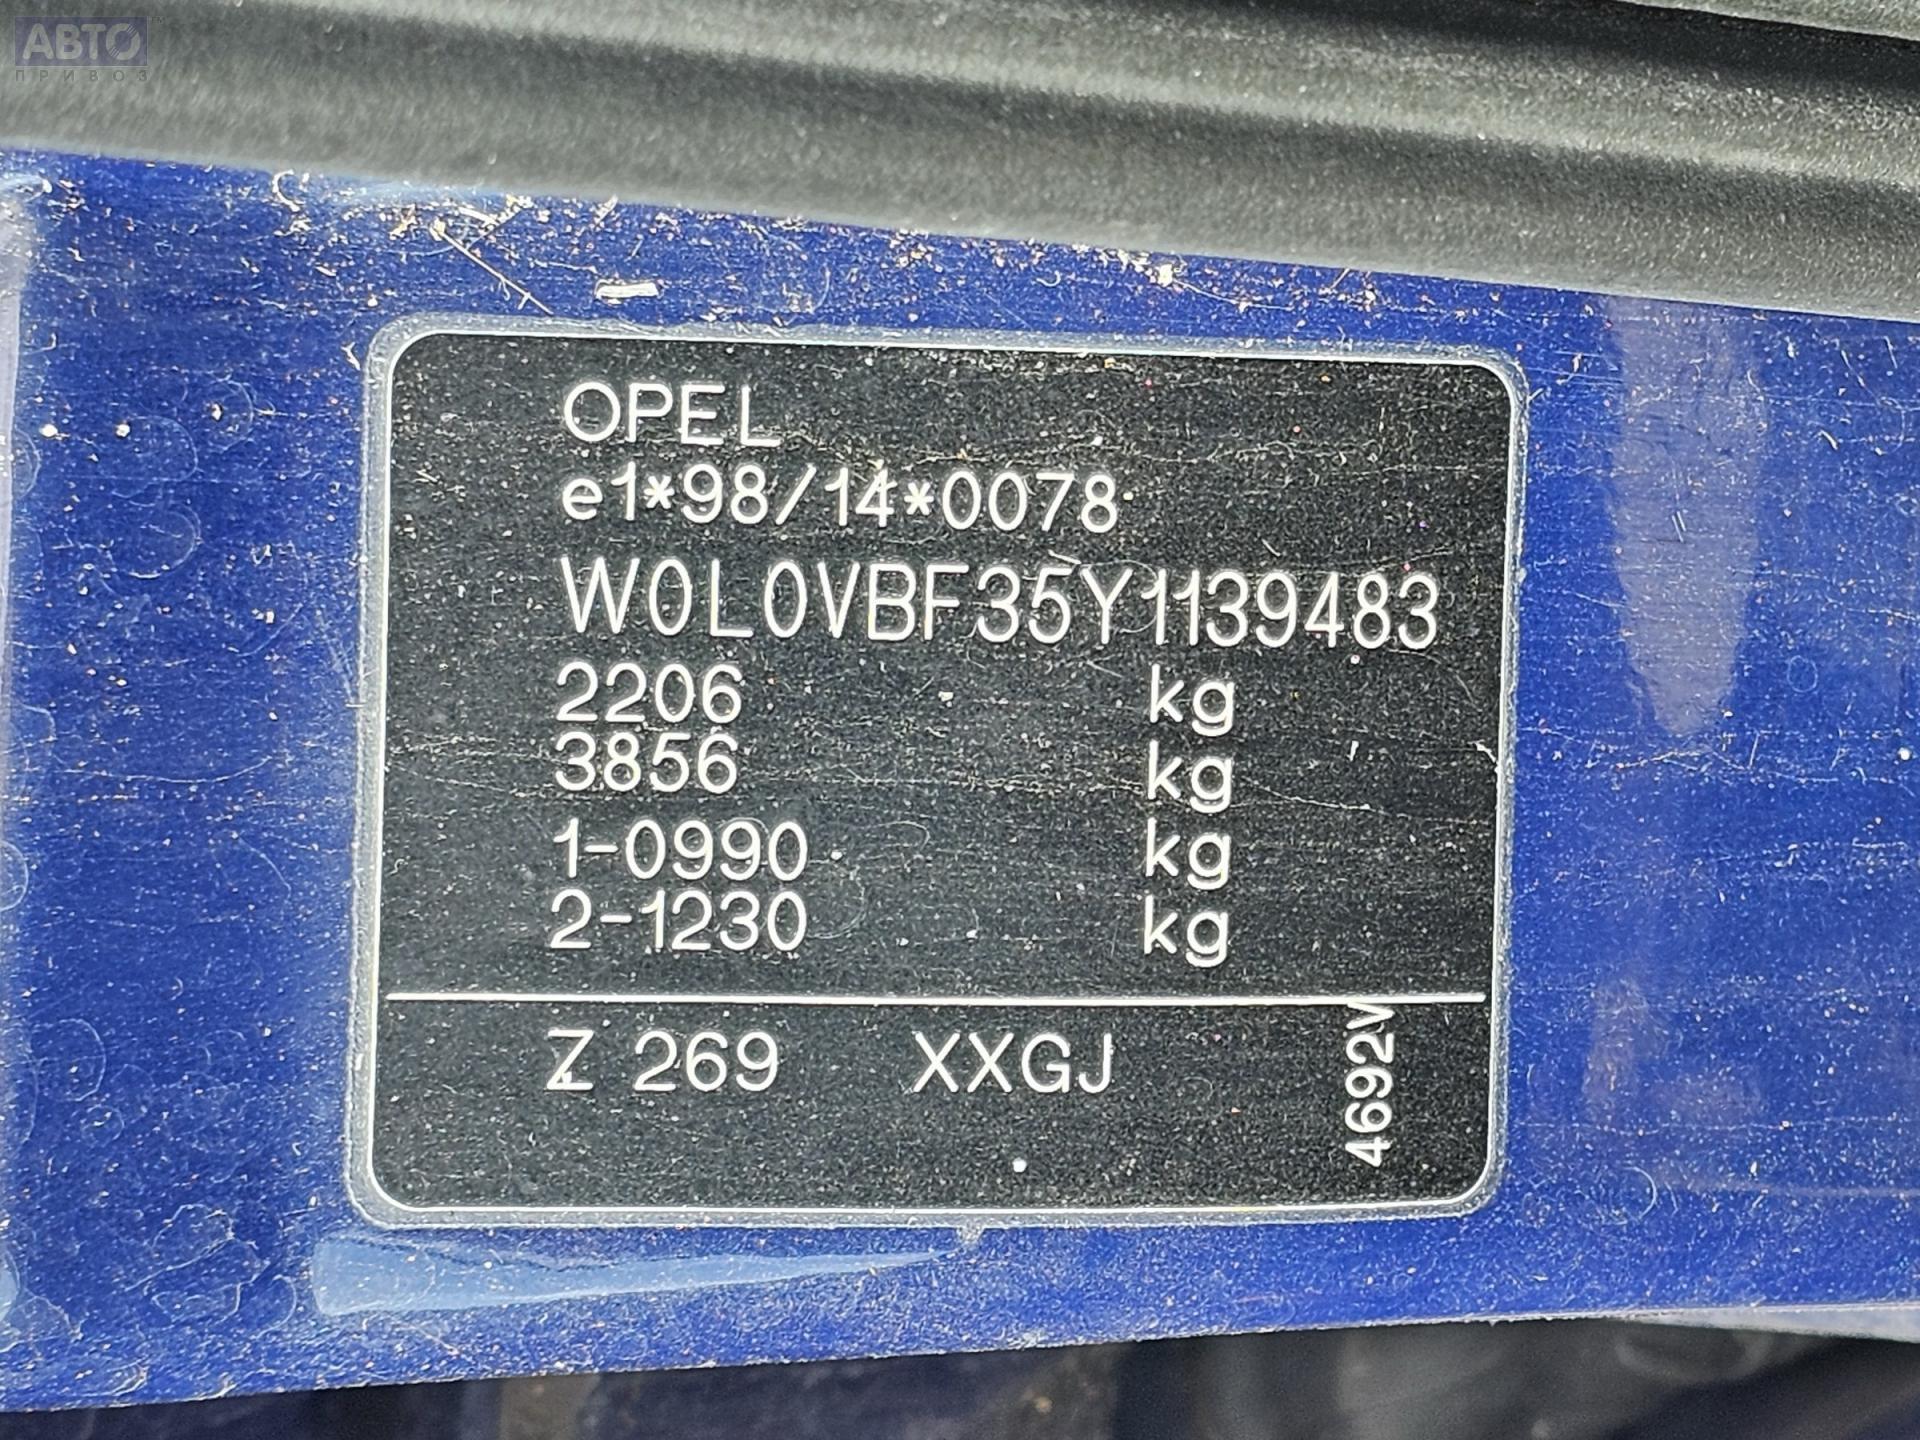 АВТО
ПРИВОЗ
OPEL
e1*98/14*0078
W0L0VBF35Y1139483
2206 kg
3856 kg
1-0990 kg
2-1230 kg
Z 269 XXGJ
4692V